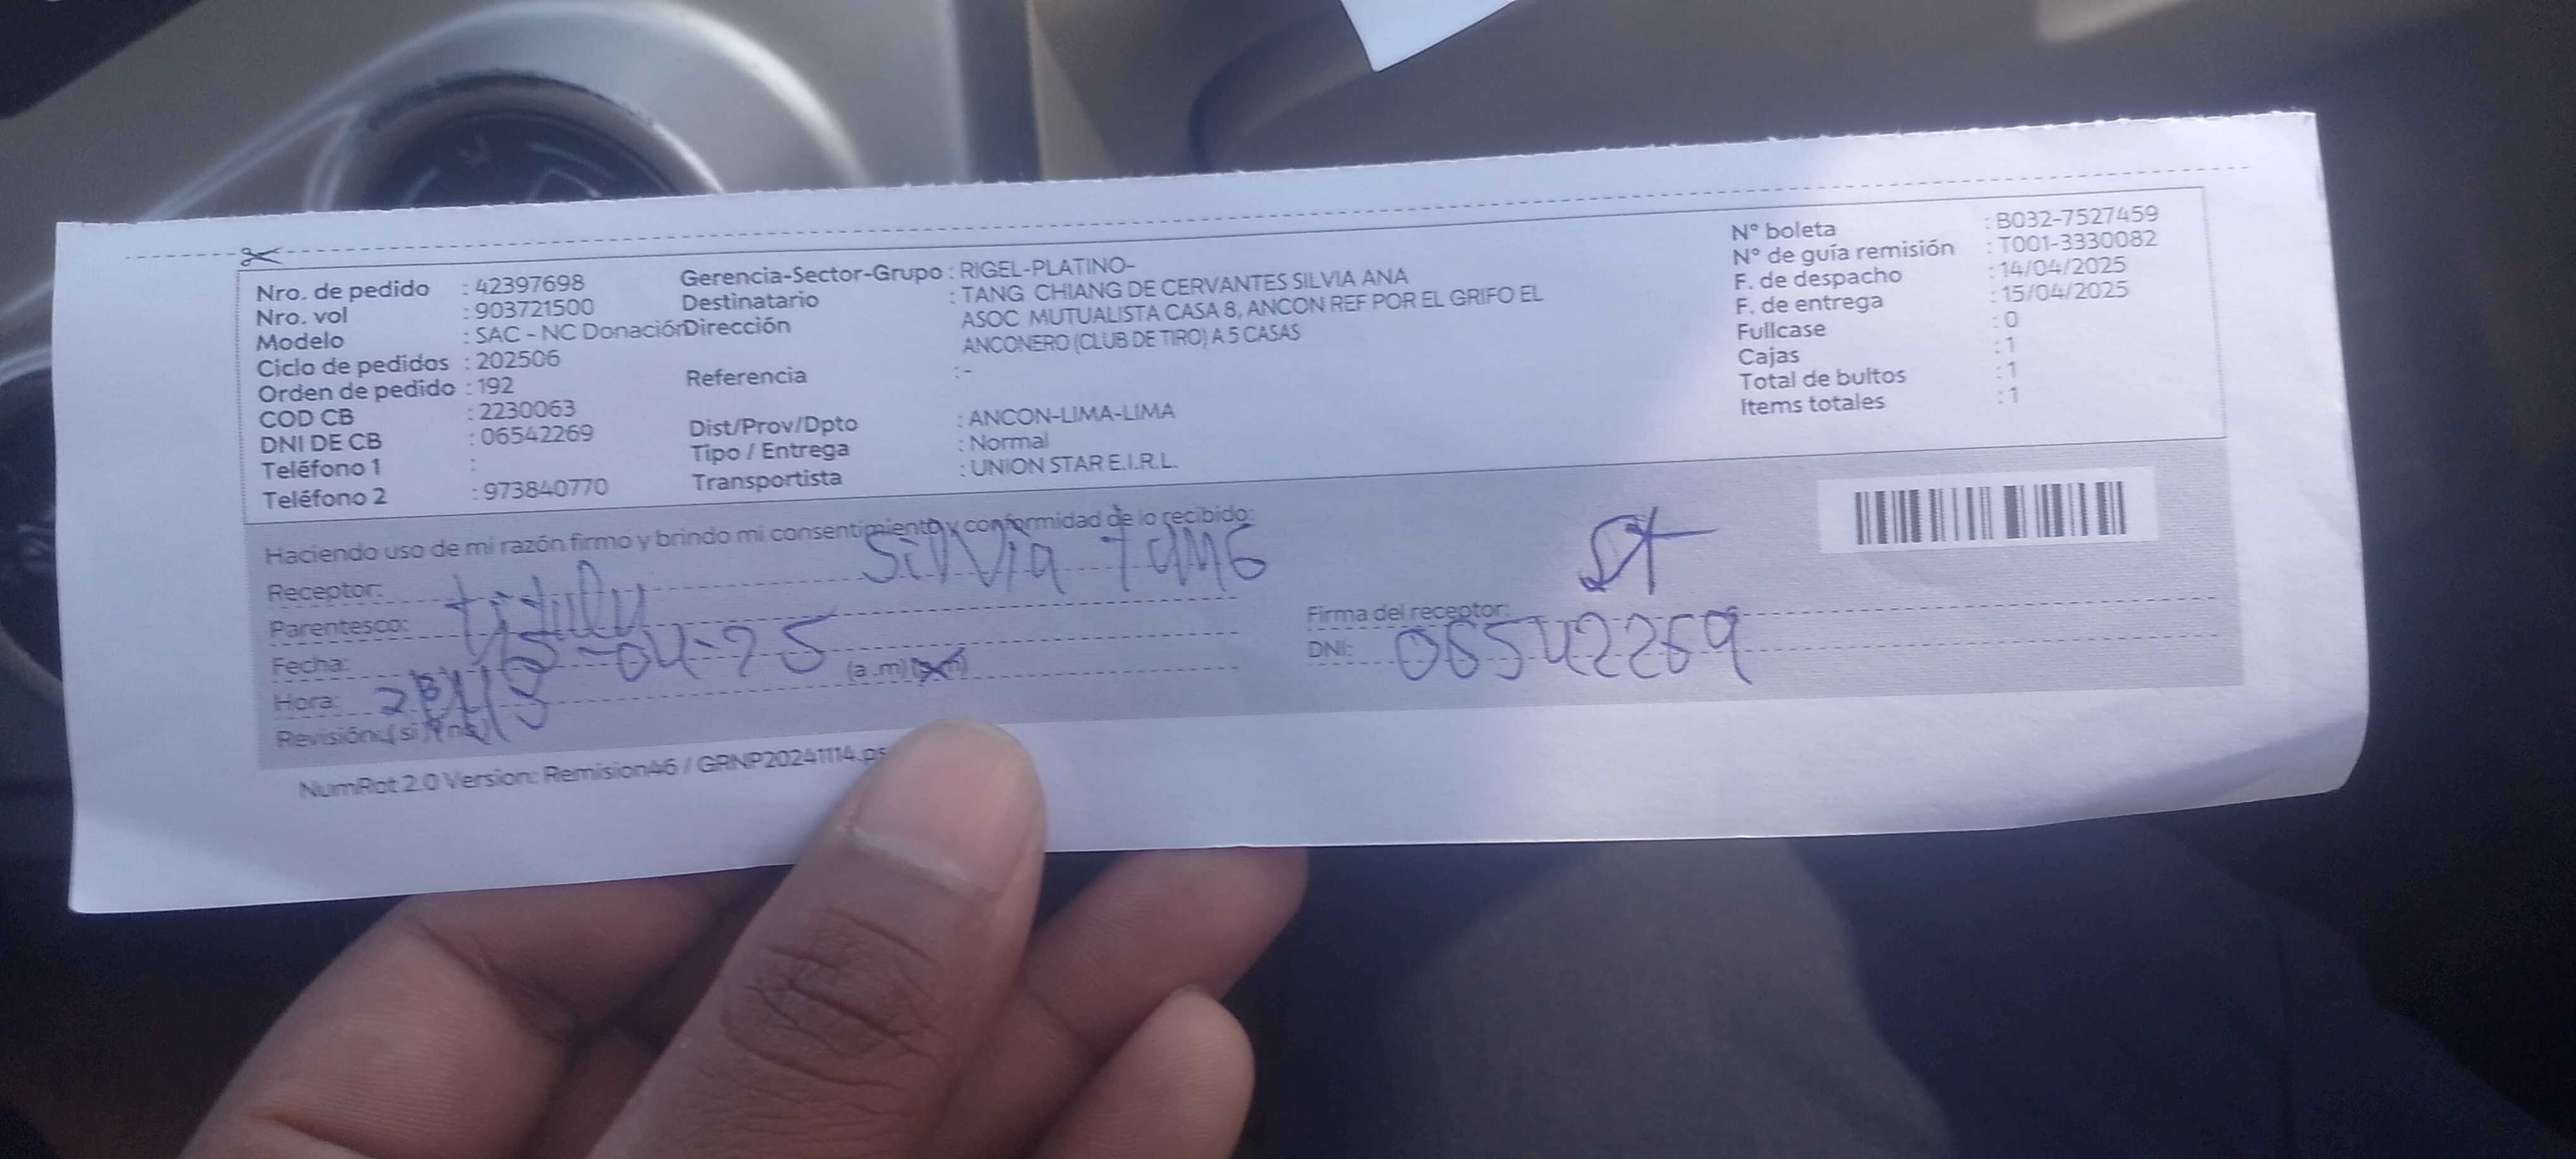 Nro. de pedido : 42397698
Nro. vol : 903721500
Modelo : SAC - NC Donación
Ciclo de pedidos : 202506
Orden de pedido : 192
COD CB : 2230063
DNI DE CB : 06542269
Teléfono 1 :
Teléfono 2 : 973840770
Gerencia-Sector-Grupo : RIGEL-PLATINO-
Destinatario : TANG CHIANG DE CERVANTES SILVIA ANA
Dirección ASOC MUTUALISTA CASA 8, ANCON REF POR EL GRIFO EL
ANCONERO (CLUB DE TIRO) A 5 CASAS
Referencia : -
Dist/Prov/Dpto : ANCON-LIMA-LIMA
Tipo / Entrega : Normal
Transportista : UNION STAR E.I.R.L.
N° boleta : B032-7527459
N° de guía remisión : T001-3330082
F. de despacho : 14/04/2025
F. de entrega : 15/04/2025
Fullcase : 0
Cajas : 1
Total de bultos : 1
Items totales : 1
Haciendo uso de mi razón firmo y brindo mi consentimiento y conformidad de lo recibido:
Receptor: Silvia Tang
Parentesco:
Fecha: -04-25
Hora: (a.m)
Revisión: (si) (no)
Firma del receptor:
DNI: 06542269
NumRot 2.0 Version: Remision46 / GRNP20241114.ps